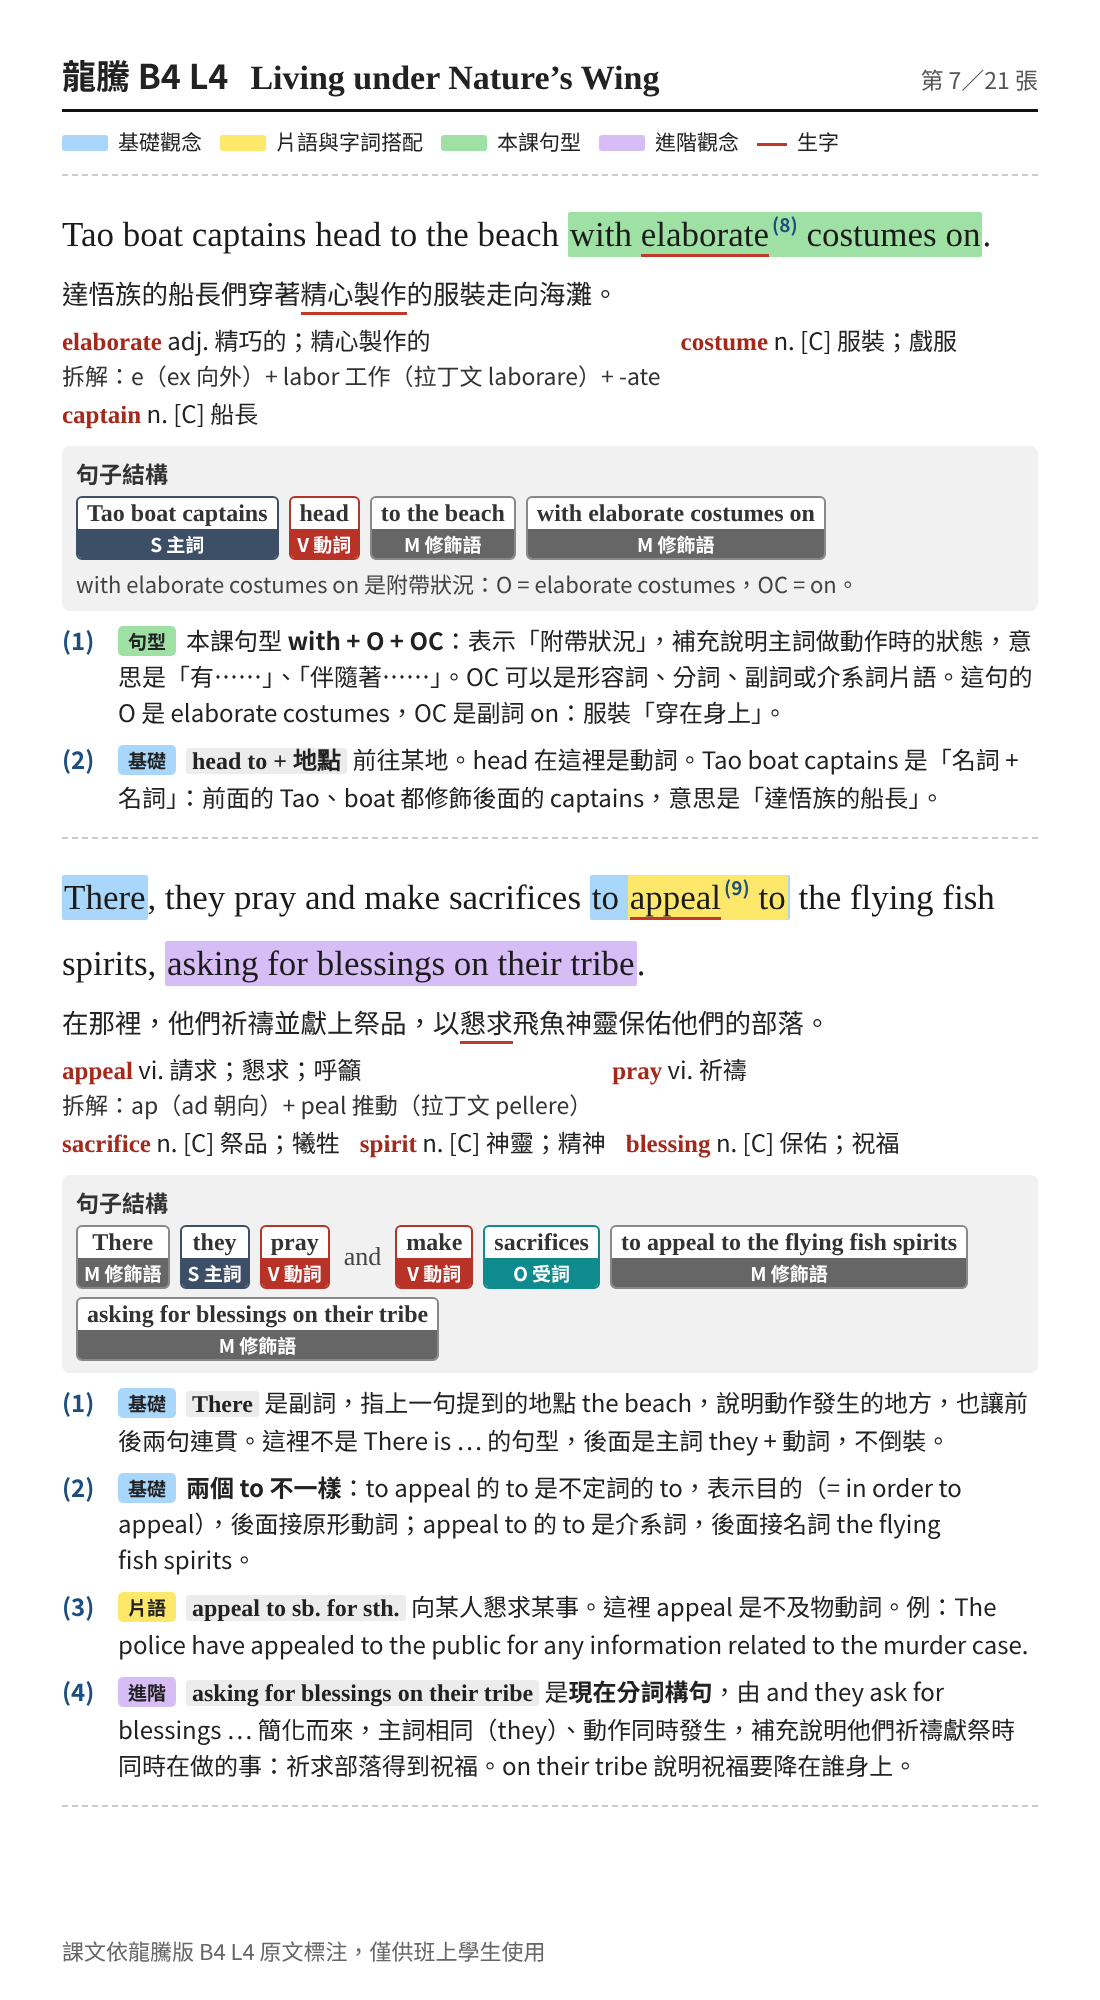 龍騰 B4 L4 Living under Nature’s Wing 第 7／21 張
基礎觀念 片語與字詞搭配 本課句型 進階觀念 生字
Tao boat captains head to the beach with elaborate(8) costumes on.
達悟族的船長們穿著精心製作的服裝走向海灘。
elaborate adj. 精巧的；精心製作的 costume n. [C] 服裝；戲服
拆解：e（ex 向外）+ labor 工作（拉丁文 laborare）+ -ate
captain n. [C] 船長
句子結構
Tao boat captains head to the beach with elaborate costumes on
S 主詞 V 動詞 M 修飾語 M 修飾語
with elaborate costumes on 是附帶狀況：O = elaborate costumes，OC = on。
(1) 句型 本課句型 with + O + OC：表示「附帶狀況」，補充說明主詞做動作時的狀態，意
思是「有⋯⋯」、「伴隨著⋯⋯」。OC 可以是形容詞、分詞、副詞或介系詞片語。這句的
O 是 elaborate costumes，OC 是副詞 on：服裝「穿在身上」。
(2) 基礎 head to + 地點 前往某地。head 在這裡是動詞。Tao boat captains 是「名詞 +
名詞」：前面的 Tao、boat 都修飾後面的 captains，意思是「達悟族的船長」。
There, they pray and make sacrifices to appeal(9) to the flying fish
spirits, asking for blessings on their tribe.
在那裡，他們祈禱並獻上祭品，以懇求飛魚神靈保佑他們的部落。
appeal vi. 請求；懇求；呼籲 pray vi. 祈禱
拆解：ap（ad 朝向）+ peal 推動（拉丁文 pellere）
sacrifice n. [C] 祭品；犧牲 spirit n. [C] 神靈；精神 blessing n. [C] 保佑；祝福
句子結構
There they pray and make sacrifices to appeal to the flying fish spirits
M 修飾語 S 主詞 V 動詞 V 動詞 O 受詞 M 修飾語
asking for blessings on their tribe
M 修飾語
(1) 基礎 There 是副詞，指上一句提到的地點 the beach，說明動作發生的地方，也讓前
後兩句連貫。這裡不是 There is … 的句型，後面是主詞 they + 動詞，不倒裝。
(2) 基礎 兩個 to 不一樣：to appeal 的 to 是不定詞的 to，表示目的（= in order to
appeal），後面接原形動詞；appeal to 的 to 是介系詞，後面接名詞 the flying
fish spirits。
(3) 片語 appeal to sb. for sth. 向某人懇求某事。這裡 appeal 是不及物動詞。例：The
police have appealed to the public for any information related to the murder case.
(4) 進階 asking for blessings on their tribe 是現在分詞構句，由 and they ask for
blessings … 簡化而來，主詞相同（they）、動作同時發生，補充說明他們祈禱獻祭時
同時在做的事：祈求部落得到祝福。on their tribe 說明祝福要降在誰身上。
課文依龍騰版 B4 L4 原文標注，僅供班上學生使用